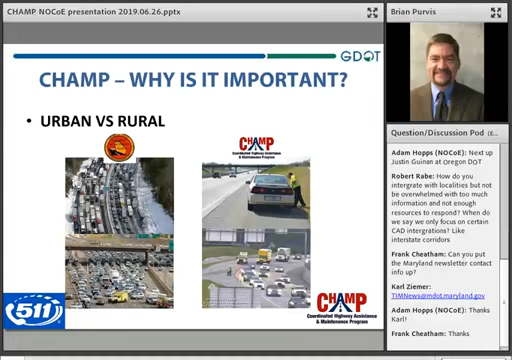 CHAMP NOCoE presentation 2019.06.26.pptx
GDOT
CHAMP – WHY IS IT IMPORTANT?
• URBAN VS RURAL
CHAMP
Coordinated Highway Assistance
& Maintenance Program
511
CHAMP
Coordinated Highway Assistance
& Maintenance Program
Brian Purvis
Question/Discussion Pod (E...
Adam Hopps (NOCoE): Next up
Justin Guinan at Oregon DOT
Robert Rabe: How do you
intergrate with localities but not
be overwhelmed with too much
information and not enough
resources to respond? When do
we say we only focus on certain
CAD intergrations? Like
interstate corridors
Frank Cheatham: Can you put
the Maryland newsletter contact
info up?
Karl Ziemer:
TIMNews@mdot.maryland.gov
Adam Hopps (NOCoE): Thanks
Karl!
Frank Cheatham: Thanks